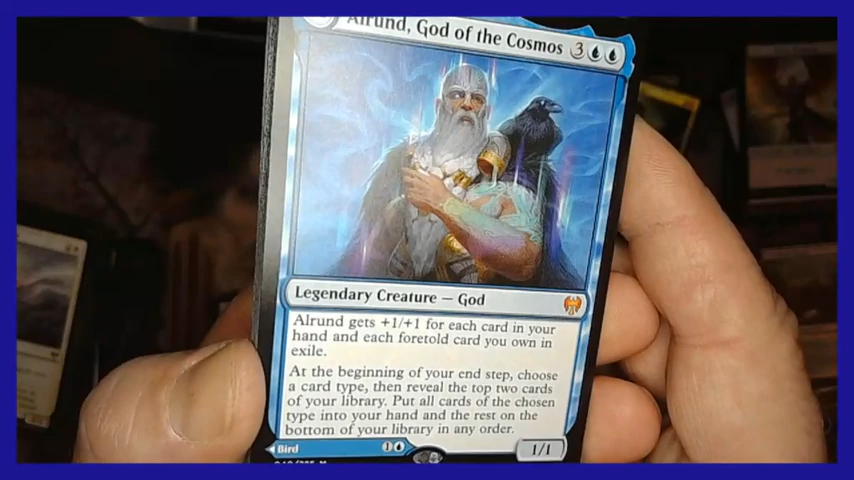 Alrund, God of the Cosmos 3
Legendary Creature — God
Alrund gets +1/+1 for each card in your
hand and each foretold card you own in
exile.
At the beginning of your end step, choose
a card type, then reveal the top two cards
of your library. Put all cards of the chosen
type into your hand and the rest on the
bottom of your library in any order.
Bird 1
1/1